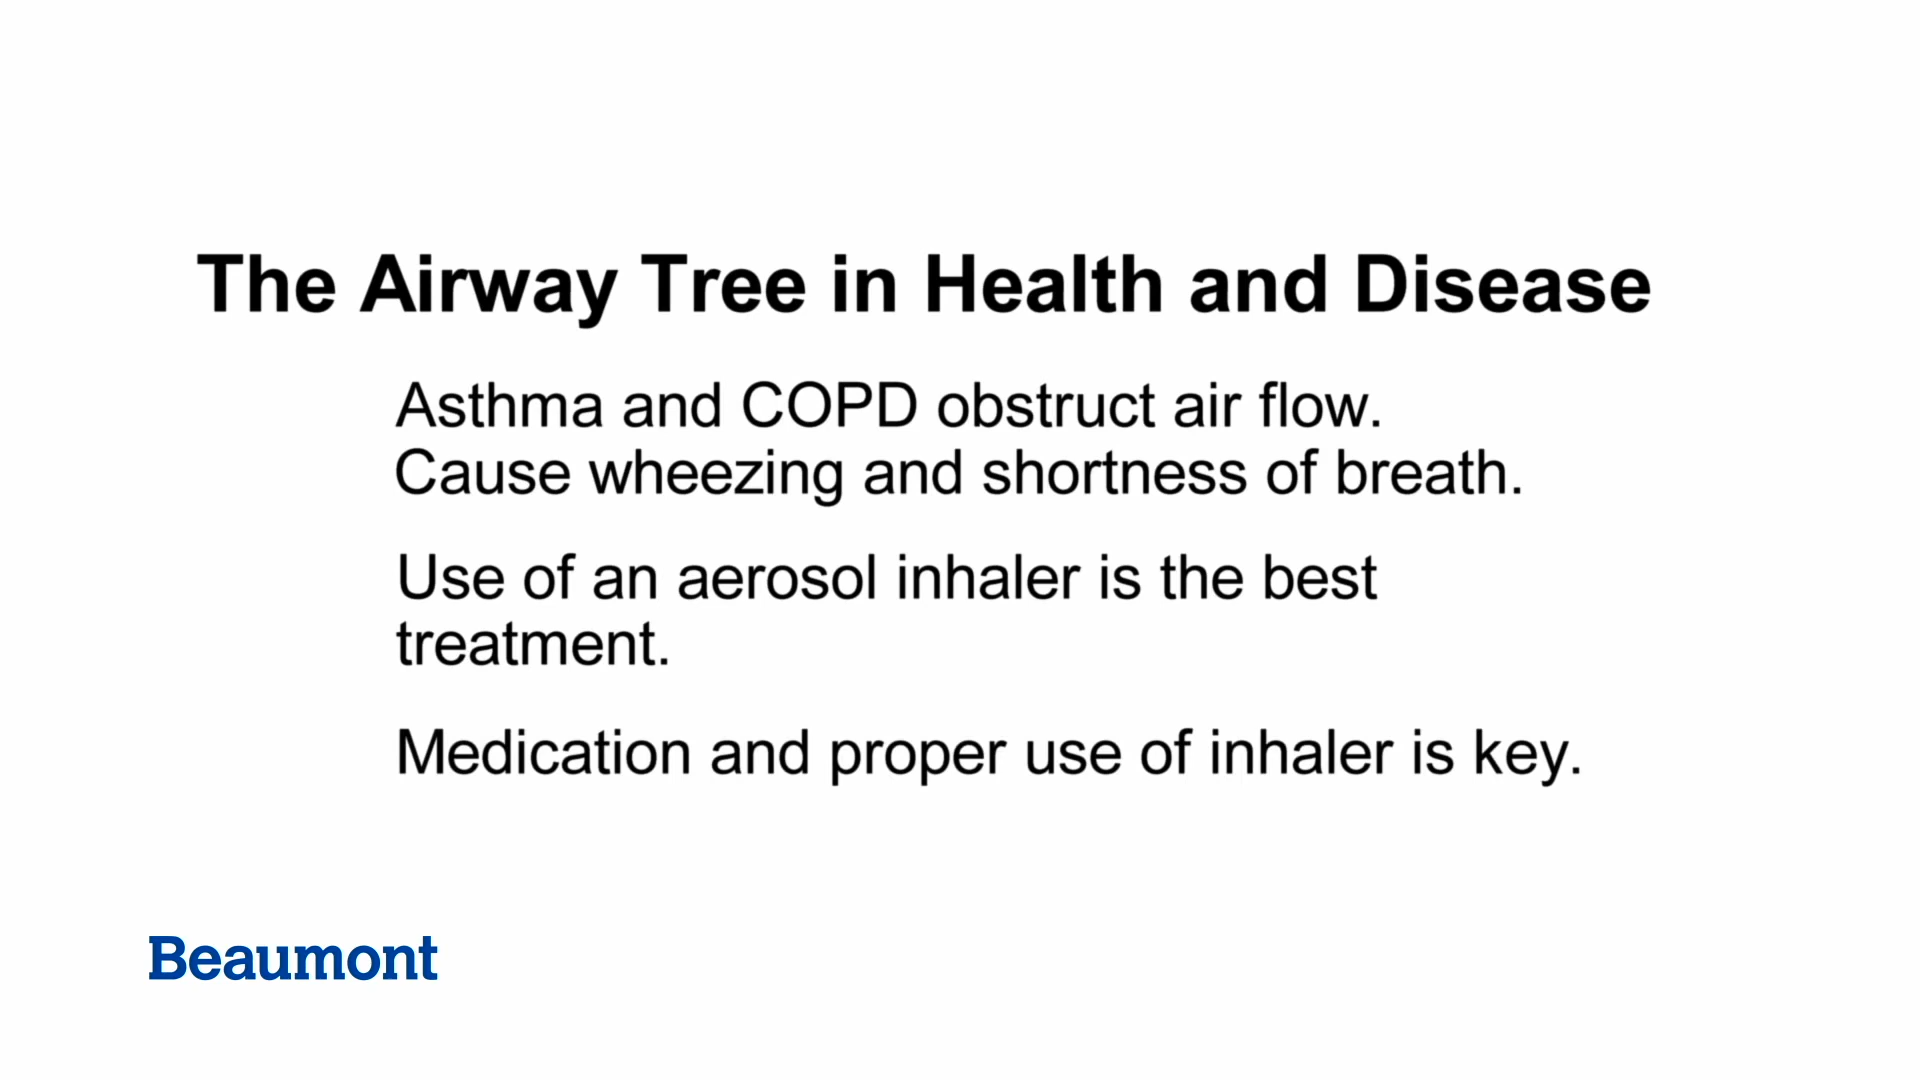 The Airway Tree in Health and Disease
Asthma and COPD obstruct air flow.
Cause wheezing and shortness of breath.
Use of an aerosol inhaler is the best
treatment.
Medication and proper use of inhaler is key.
Beaumont